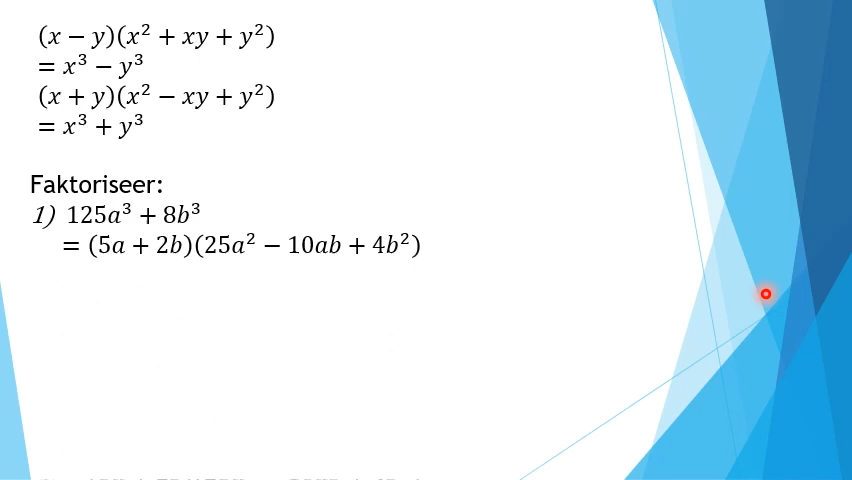 (x − y)(x² + xy + y²)
= x³ − y³
(x + y)(x² − xy + y²)
= x³ + y³
Faktoriseer:
1) 125a³ + 8b³
= (5a + 2b)(25a² − 10ab + 4b²)